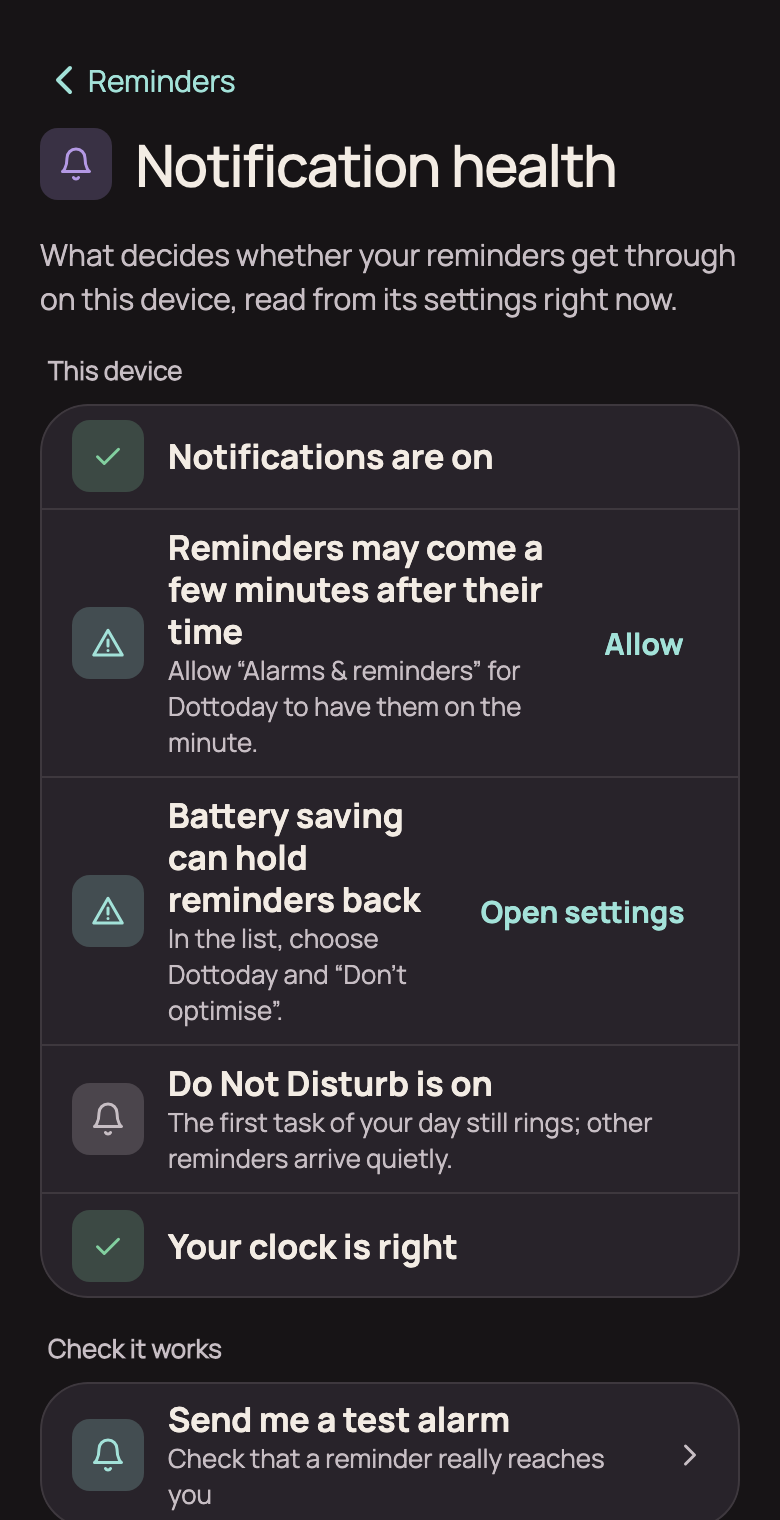 Reminders
Notification health
What decides whether your reminders get through
on this device, read from its settings right now.
This device
Notifications are on
Reminders may come a
few minutes after their
time
Allow “Alarms & reminders” for
Dottoday to have them on the
minute.
Allow
Battery saving
can hold
reminders back
In the list, choose
Dottoday and “Don’t
optimise”.
Open settings
Do Not Disturb is on
The first task of your day still rings; other
reminders arrive quietly.
Your clock is right
Check it works
Send me a test alarm
Check that a reminder really reaches
you